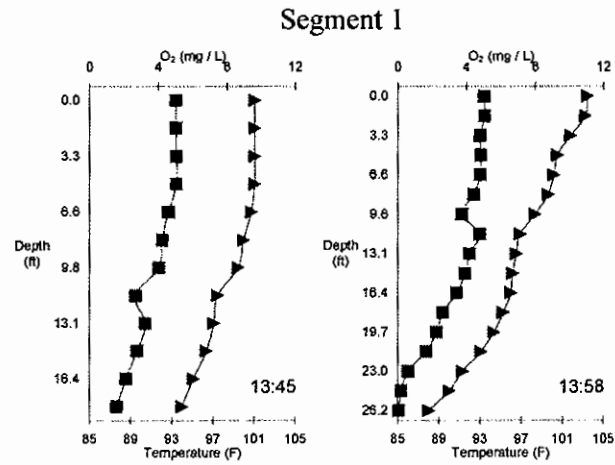 Segment 1
O₂ (mg / L)
0 4 8 12
0.0
3.3
6.6
9.8
13.1
16.4
Depth
(ft)
13:45
85 89 93 97 101 105
Temperature (F)
O₂ (mg / L)
0 4 8 12
0.0
3.3
6.6
9.8
13.1
16.4
19.7
23.0
26.2
Depth
(ft)
13:58
85 89 93 97 101 105
Temperature (F)